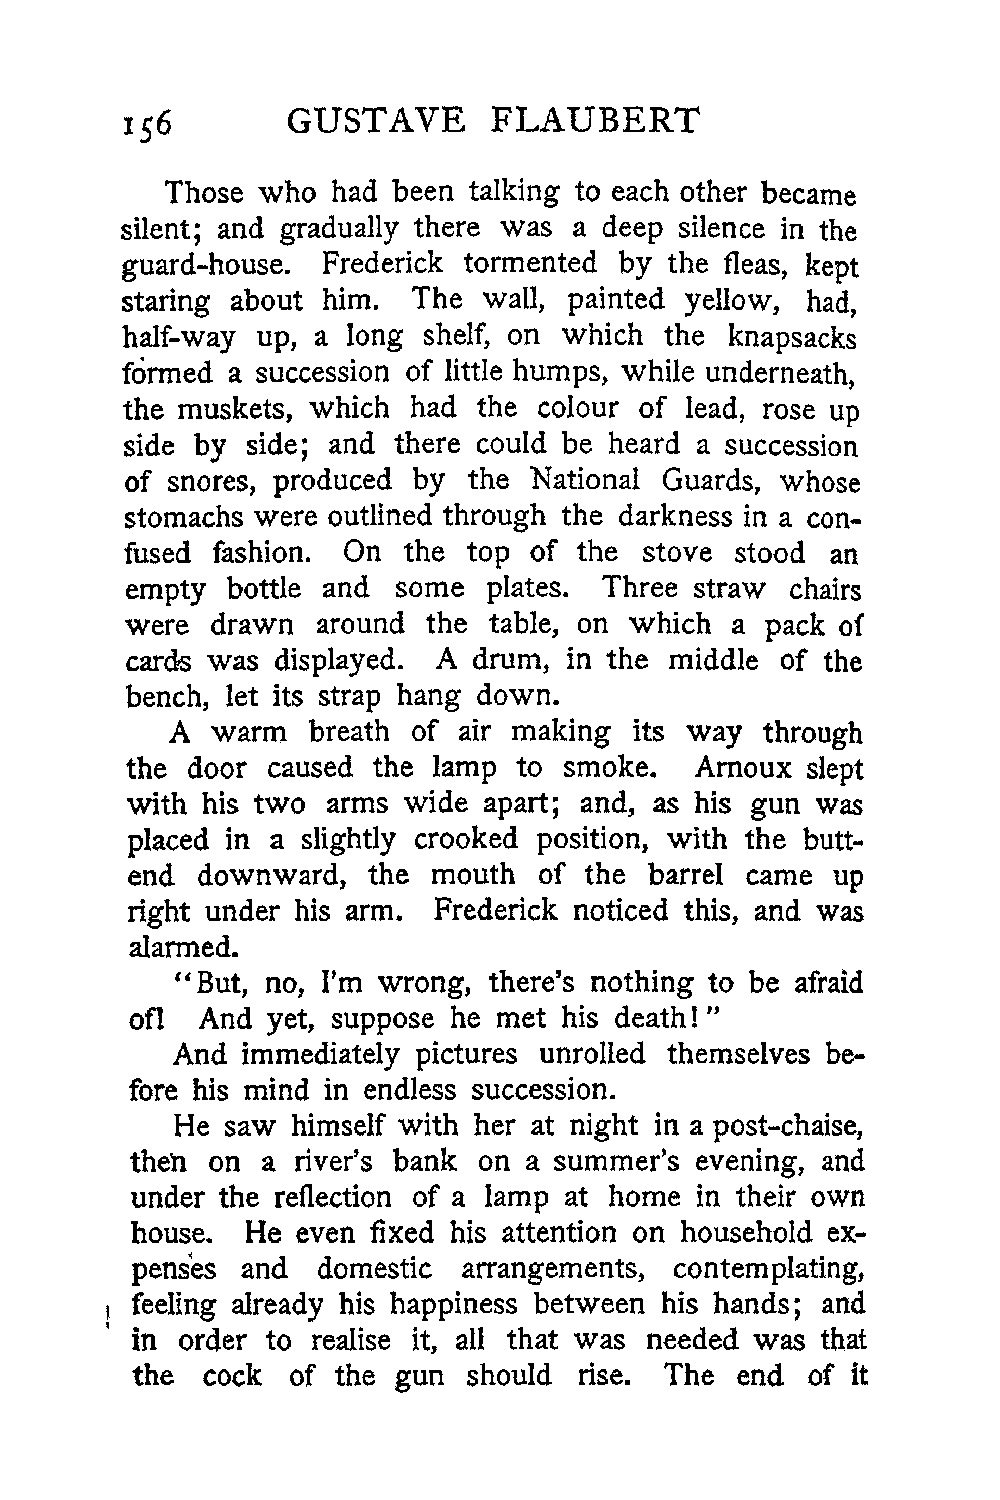 156 GUSTAVE FLAUBERT
Those who had been talking to each other became
silent; and gradually there was a deep silence in the
guard-house. Frederick tormented by the fleas, kept
staring about him. The wall, painted yellow, had,
half-way up, a long shelf, on which the knapsacks
formed a succession of little humps, while underneath,
the muskets, which had the colour of lead, rose up
side by side; and there could be heard a succession
of snores, produced by the National Guards, whose
stomachs were outlined through the darkness in a con-
fused fashion. On the top of the stove stood an
empty bottle and some plates. Three straw chairs
were drawn around the table, on which a pack of
cards was displayed. A drum, in the middle of the
bench, let its strap hang down.
A warm breath of air making its way through
the door caused the lamp to smoke. Arnoux slept
with his two arms wide apart; and, as his gun was
placed in a slightly crooked position, with the butt-
end downward, the mouth of the barrel came up
right under his arm. Frederick noticed this, and was
alarmed.
"But, no, I'm wrong, there's nothing to be afraid
of! And yet, suppose he met his death!"
And immediately pictures unrolled themselves be-
fore his mind in endless succession.
He saw himself with her at night in a post-chaise,
then on a river's bank on a summer's evening, and
under the reflection of a lamp at home in their own
house. He even fixed his attention on household ex-
penses and domestic arrangements, contemplating,
feeling already his happiness between his hands; and
in order to realise it, all that was needed was that
the cock of the gun should rise. The end of it